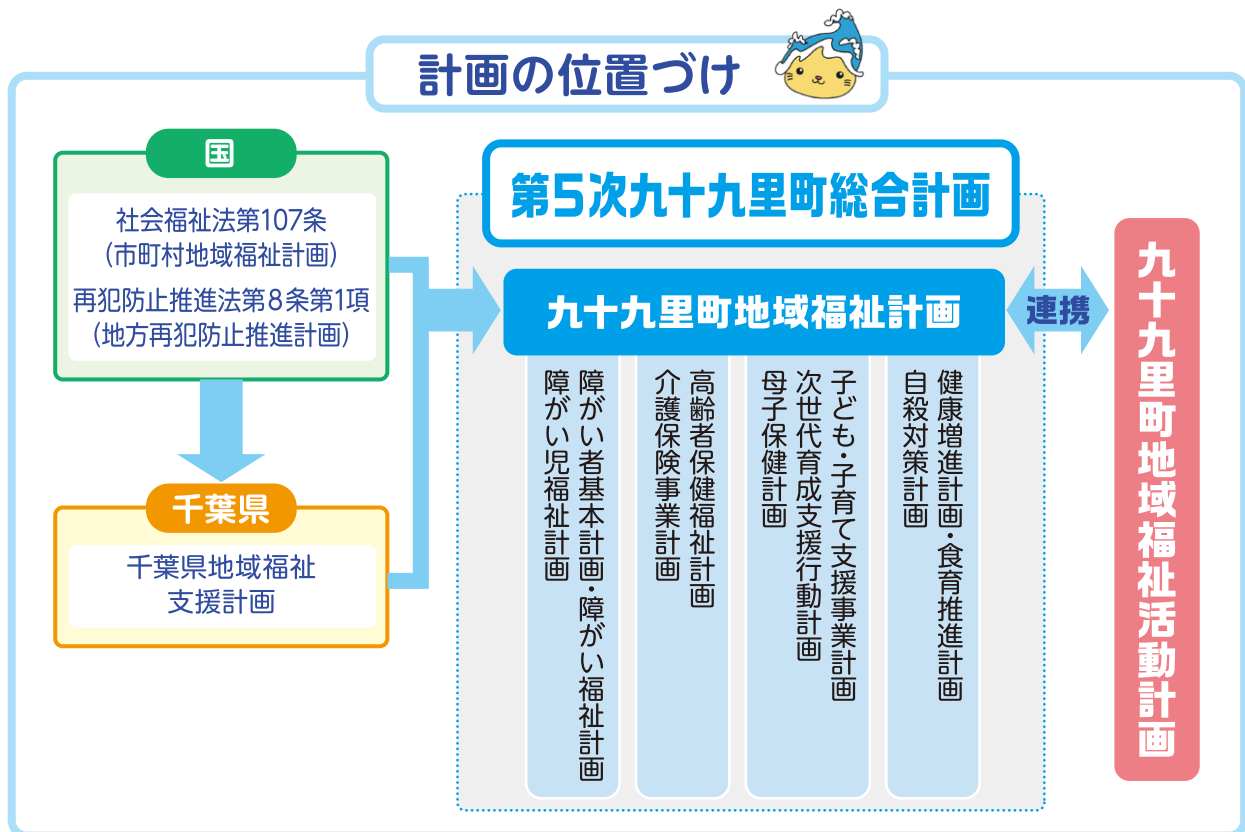 計画の位置づけ
国
社会福祉法第107条
(市町村地域福祉計画)
再犯防止推進法第8条第1項
(地方再犯防止推進計画)
千葉県
千葉県地域福祉
支援計画
第5次九十九里町総合計画
九十九里町地域福祉計画
連携
障がい者基本計画・障がい福祉計画
障がい児福祉計画
高齢者保健福祉計画
介護保険事業計画
子ども・子育て支援事業計画
次世代育成支援行動計画
母子保健計画
健康増進計画・食育推進計画
自殺対策計画
九十九里町地域福祉活動計画